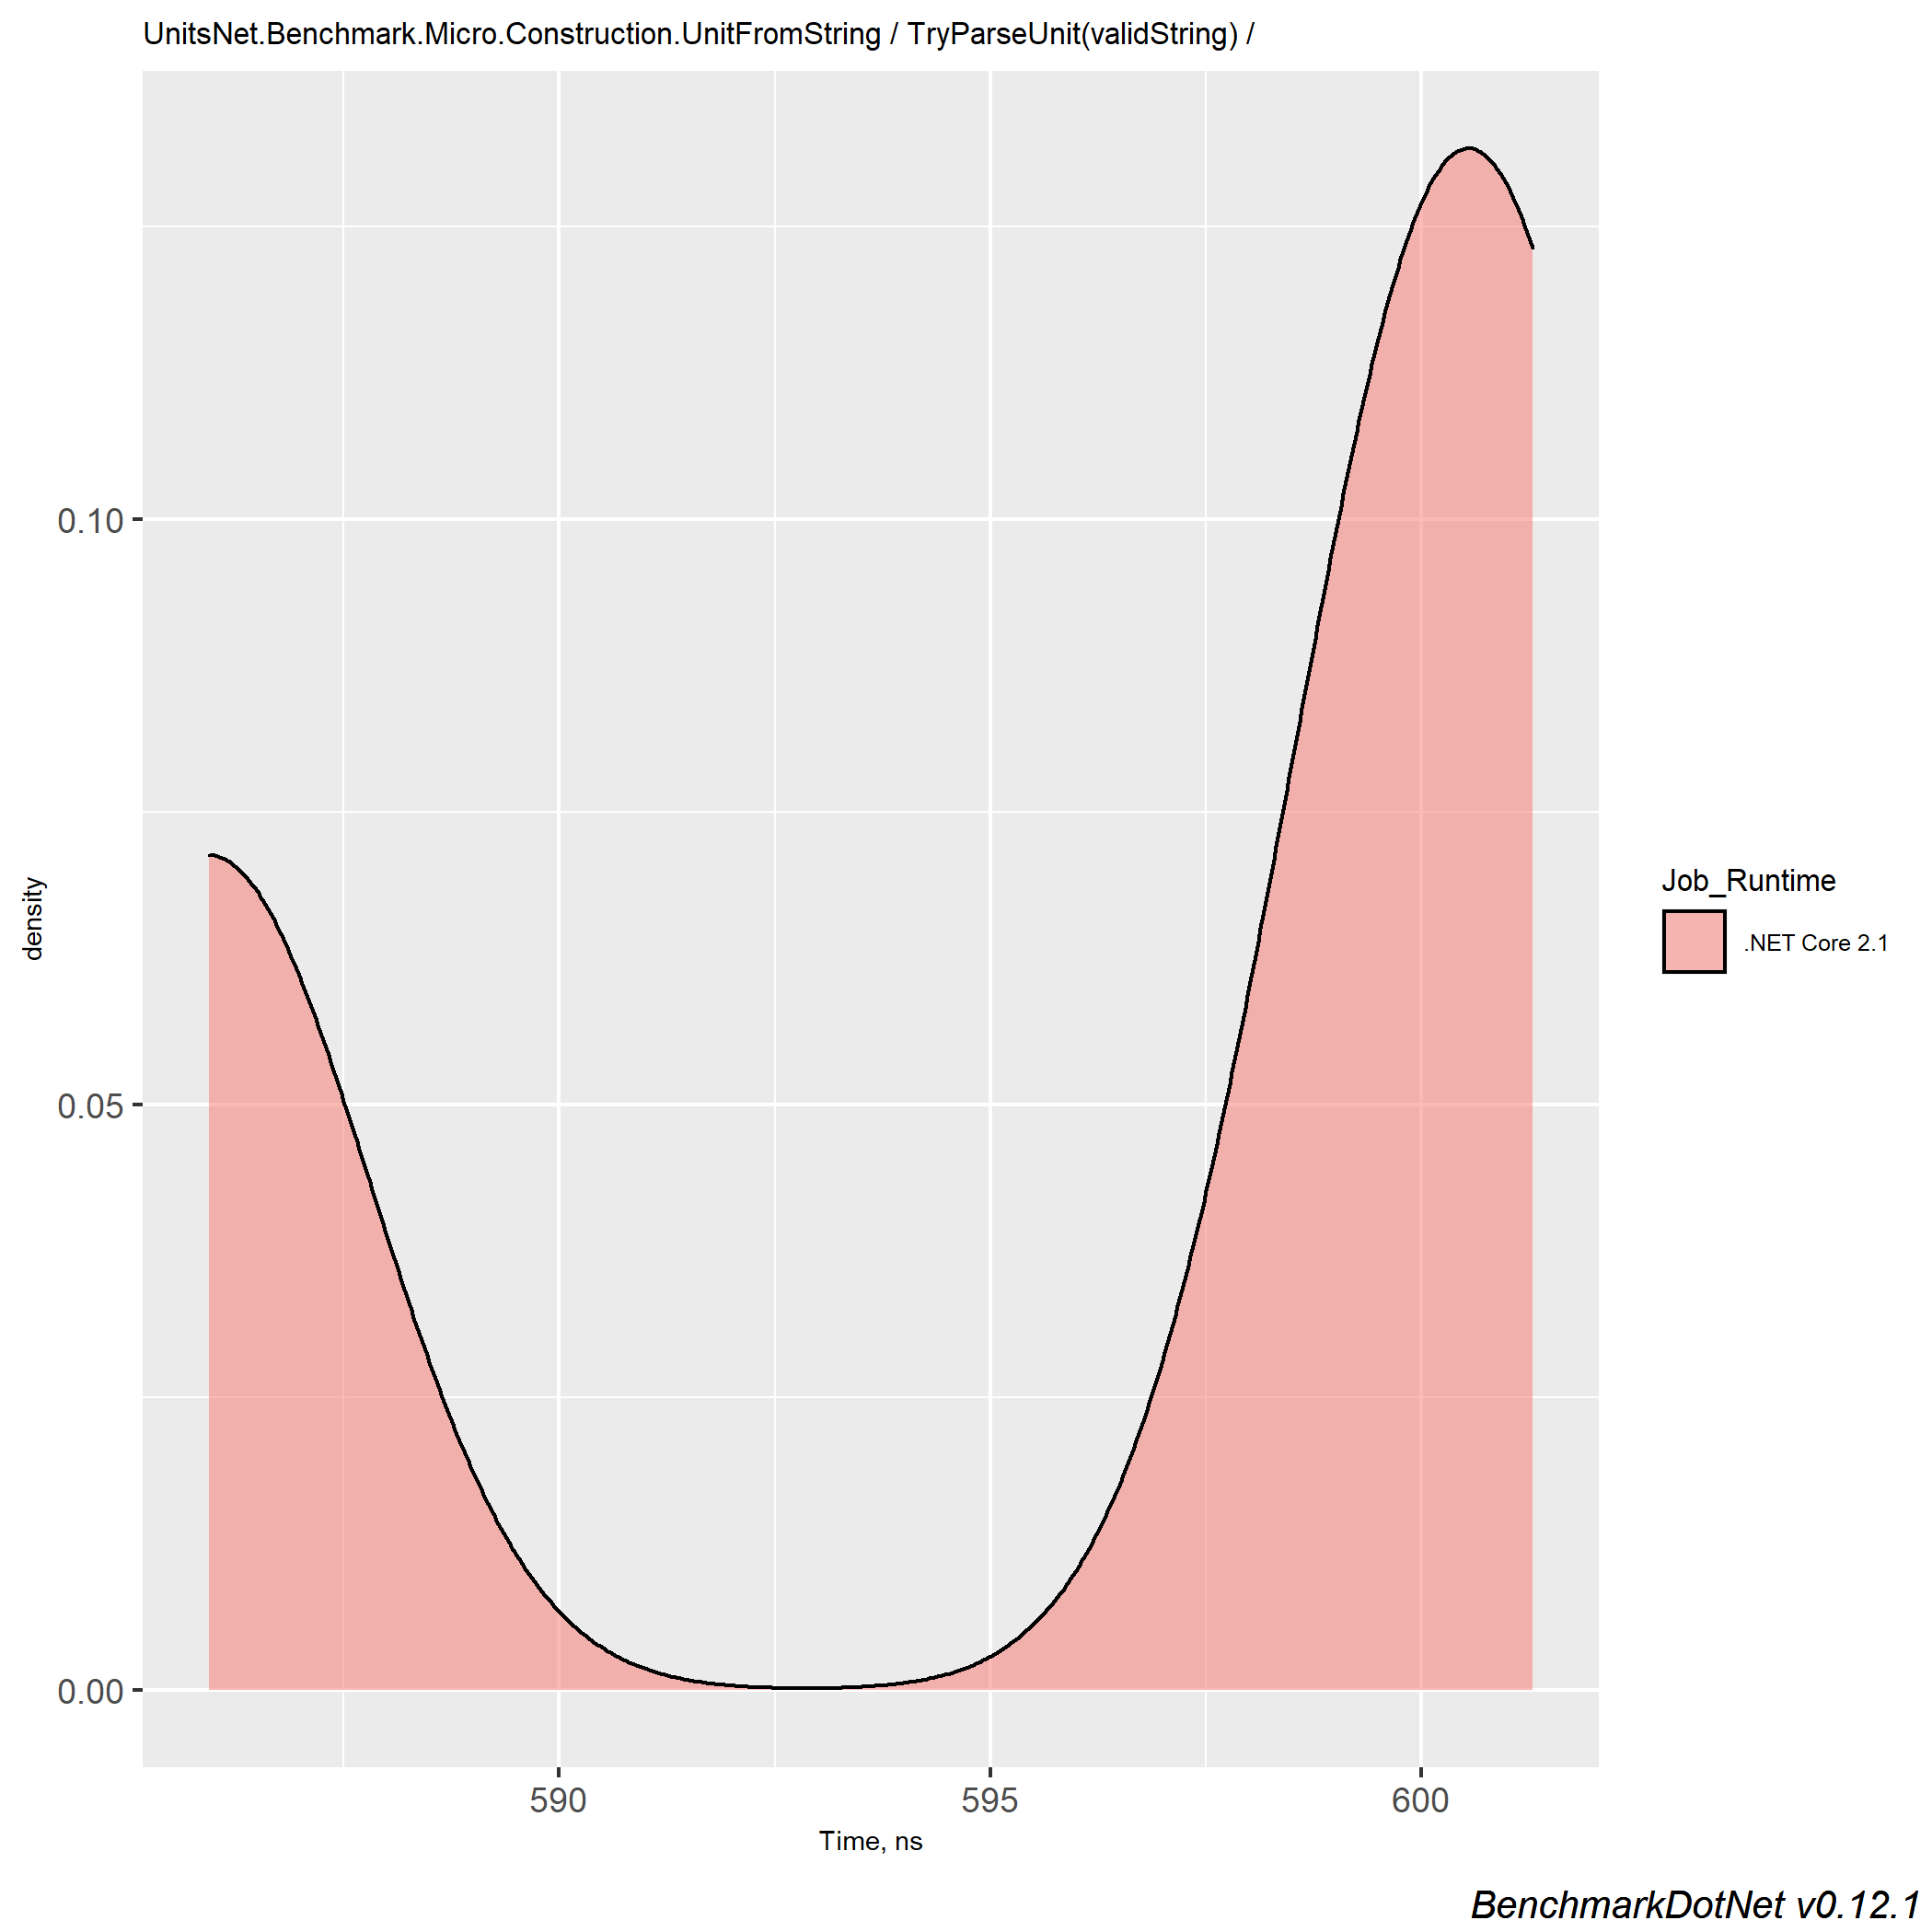 UnitsNet.Benchmark.Micro.Construction.UnitFromString / TryParseUnit(validString) /
0.10
0.05
0.00
density
590 595 600
Time, ns
Job_Runtime
.NET Core 2.1
BenchmarkDotNet v0.12.1